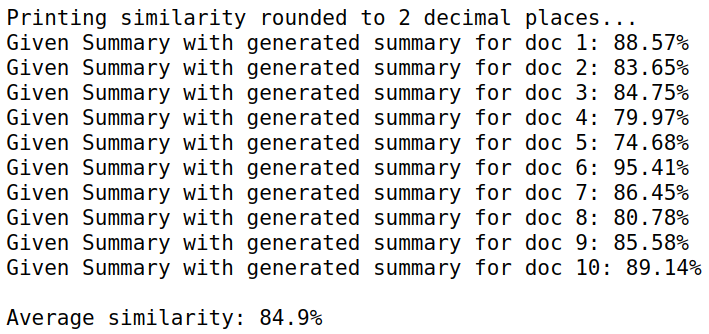 Printing similarity rounded to 2 decimal places...
Given Summary with generated summary for doc 1: 88.57%
Given Summary with generated summary for doc 2: 83.65%
Given Summary with generated summary for doc 3: 84.75%
Given Summary with generated summary for doc 4: 79.97%
Given Summary with generated summary for doc 5: 74.68%
Given Summary with generated summary for doc 6: 95.41%
Given Summary with generated summary for doc 7: 86.45%
Given Summary with generated summary for doc 8: 80.78%
Given Summary with generated summary for doc 9: 85.58%
Given Summary with generated summary for doc 10: 89.14%
Average similarity: 84.9%